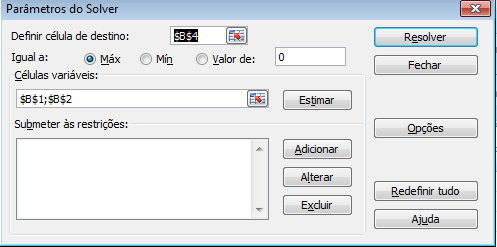 Parâmetros do Solver
Definir célula de destino: $B$4 Resolver
Igual a: Máx Mín Valor de: 0 Fechar
Células variáveis:
$B$1;$B$2 Estimar
Submeter às restrições: Opções
Adicionar
Alterar
Redefinir tudo
Excluir
Ajuda